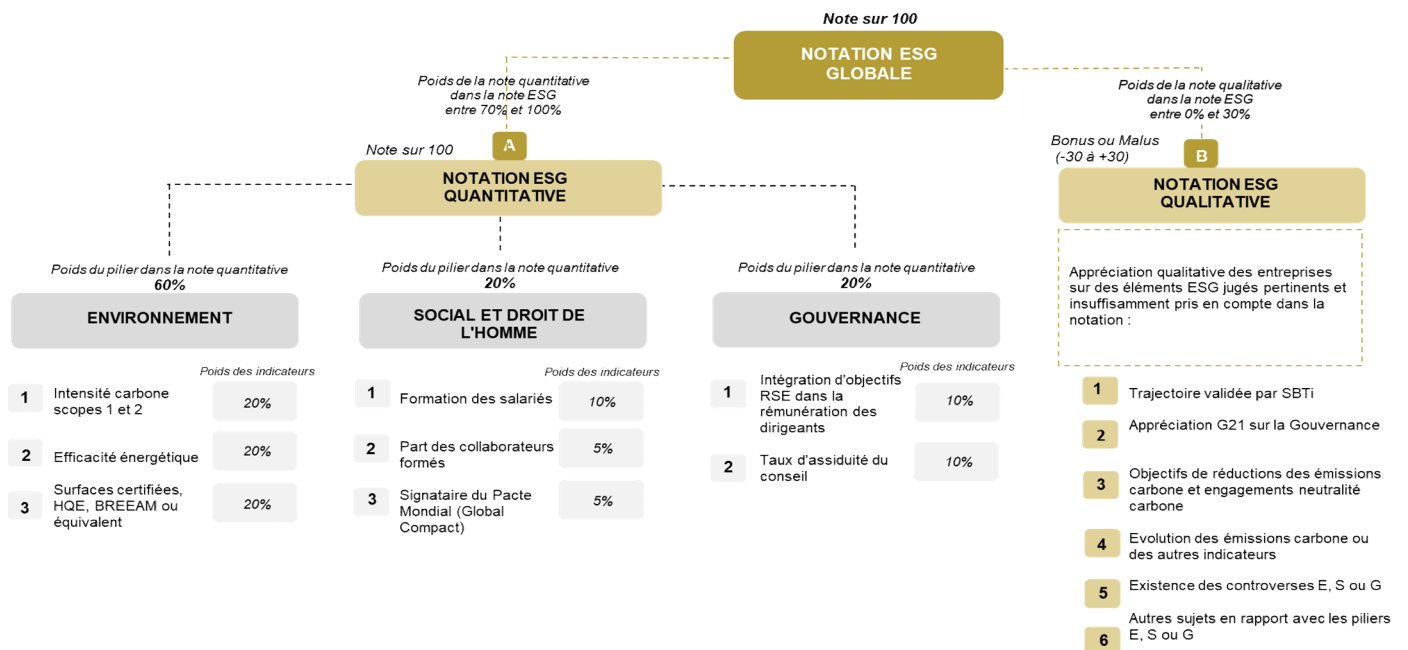 Note sur 100
NOTATION ESG
GLOBALE
Poids de la note quantitative
dans la note ESG
entre 70% et 100%
Poids de la note qualitative
dans la note ESG
entre 0% et 30%
A
Note sur 100
NOTATION ESG
QUANTITATIVE
Bonus ou Malus
(-30 à +30)
B
NOTATION ESG
QUALITATIVE
Poids du pilier dans la note quantitative
60%
ENVIRONNEMENT
Poids des indicateurs
1
Intensité carbone
scopes 1 et 2
20%
2
Efficacité énergétique
20%
3
Surfaces certifiées,
HQE, BREEAM ou
équivalent
20%
Poids du pilier dans la note quantitative
20%
SOCIAL ET DROIT DE
L'HOMME
Poids des indicateurs
1
Formation des salariés
10%
2
Part des collaborateurs
formés
5%
3
Signataire du Pacte
Mondial (Global
Compact)
5%
Poids du pilier dans la note quantitative
20%
GOUVERNANCE
Poids des indicateurs
1
Intégration d'objectifs
RSE dans la
rémunération des
dirigeants
10%
2
Taux d'assiduité du
conseil
10%
Appréciation qualitative des entreprises
sur des éléments ESG jugés pertinents et
insuffisamment pris en compte dans la
notation :
1
Trajectoire validée par SBTi
2
Appréciation G21 sur la Gouvernance
3
Objectifs de réductions des émissions
carbone et engagements neutralité
carbone
4
Evolution des émissions carbone ou
des autres indicateurs
5
Existence des controverses E, S ou G
6
Autres sujets en rapport avec les piliers
E, S ou G